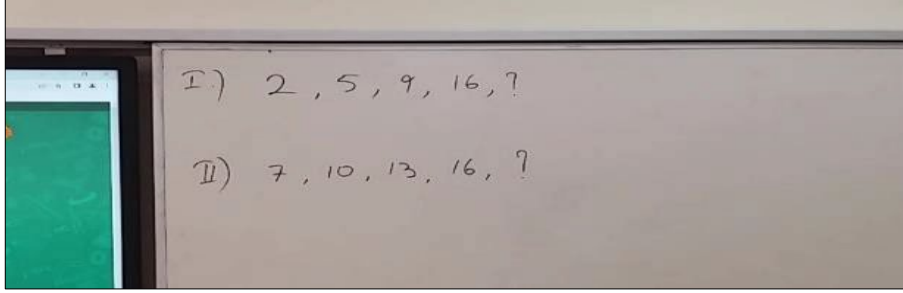 I) 2, 5, 9, 16, ?
II) 7, 10, 13, 16, ?